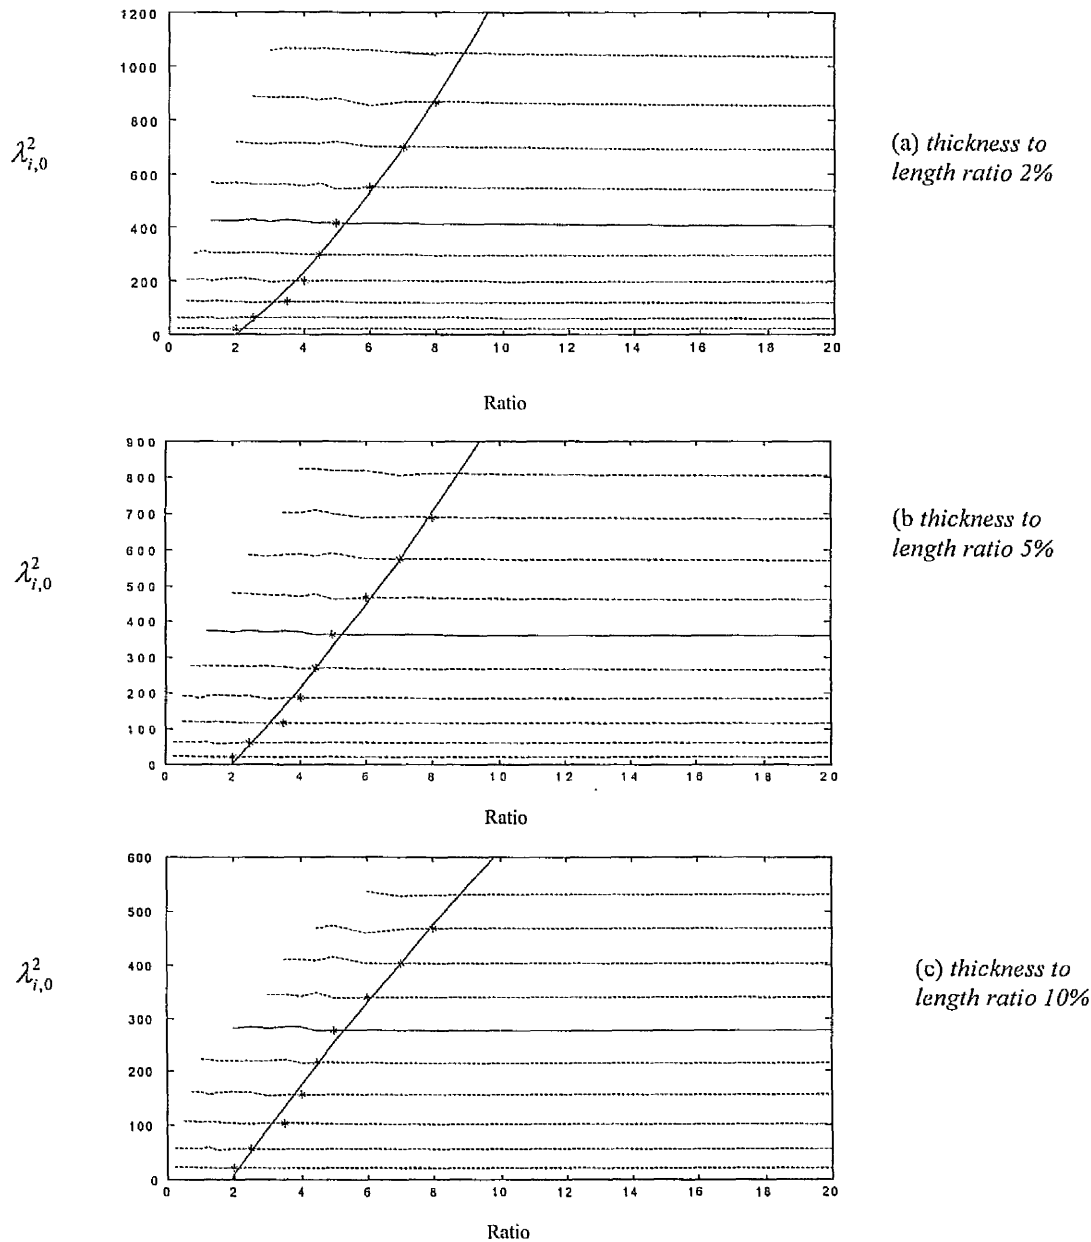 1200
1000
800
600
400
200
0
0 2 4 6 8 10 12 14 16 18 20
λ²ᵢ,₀
Ratio
(a) thickness to
length ratio 2%
900
800
700
600
500
400
300
200
100
0
0 2 4 6 8 10 12 14 16 18 20
λ²ᵢ,₀
Ratio
(b thickness to
length ratio 5%
600
500
400
300
200
100
0
0 2 4 6 8 10 12 14 16 18 20
λ²ᵢ,₀
Ratio
(c) thickness to
length ratio 10%